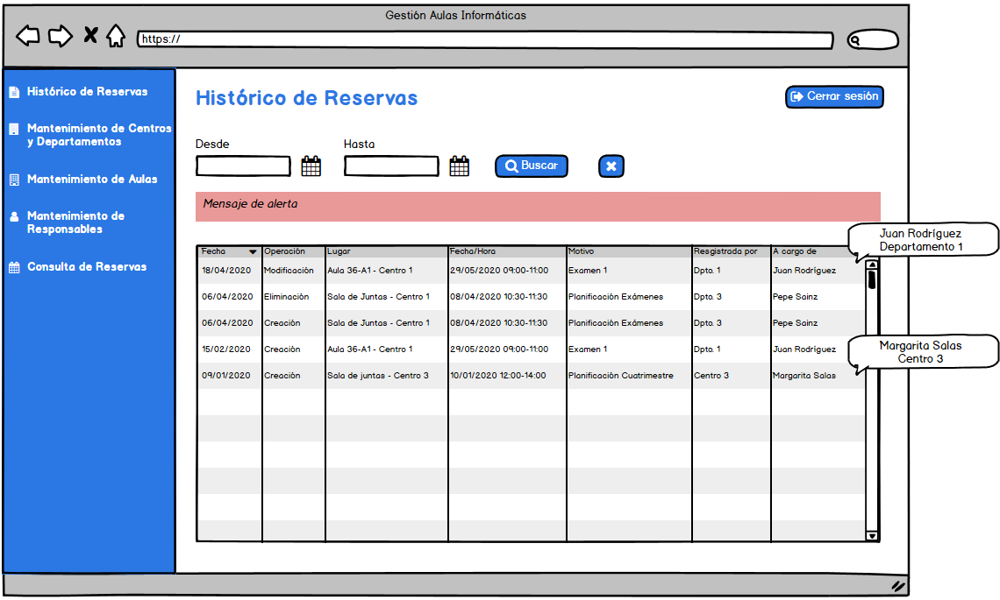 Gestión Aulas Informáticas
https://
Histórico de Reservas
Mantenimiento de Centros
y Departamentos
Mantenimiento de Aulas
Mantenimiento de
Responsables
Consulta de Reservas
Histórico de Reservas
Cerrar sesión
Desde
Hasta
Buscar
Mensaje de alerta
Fecha Operación Lugar Fecha/Hora Motivo Resgistrada por A cargo de
18/04/2020 Modificación Aula 36-A1 - Centro 1 29/05/2020 09:00-11:00 Examen 1 Dpto. 1 Juan Rodríguez
06/04/2020 Eliminación Sala de Juntas - Centro 1 08/04/2020 10:30-11:30 Planificación Exámenes Dpto. 3 Pepe Sainz
06/04/2020 Creación Sala de Juntas - Centro 1 08/04/2020 10:30-11:30 Planificación Exámenes Dpto. 3 Pepe Sainz
15/02/2020 Creación Aula 36-A1 - Centro 1 29/05/2020 09:00-11:00 Examen 1 Dpto. 1 Juan Rodríguez
09/01/2020 Creación Sala de juntas - Centro 3 10/01/2020 12:00-14:00 Planificación Cuatrimestre Centro 3 Margarita Salas
Juan Rodríguez
Departamento 1
Margarita Salas
Centro 3